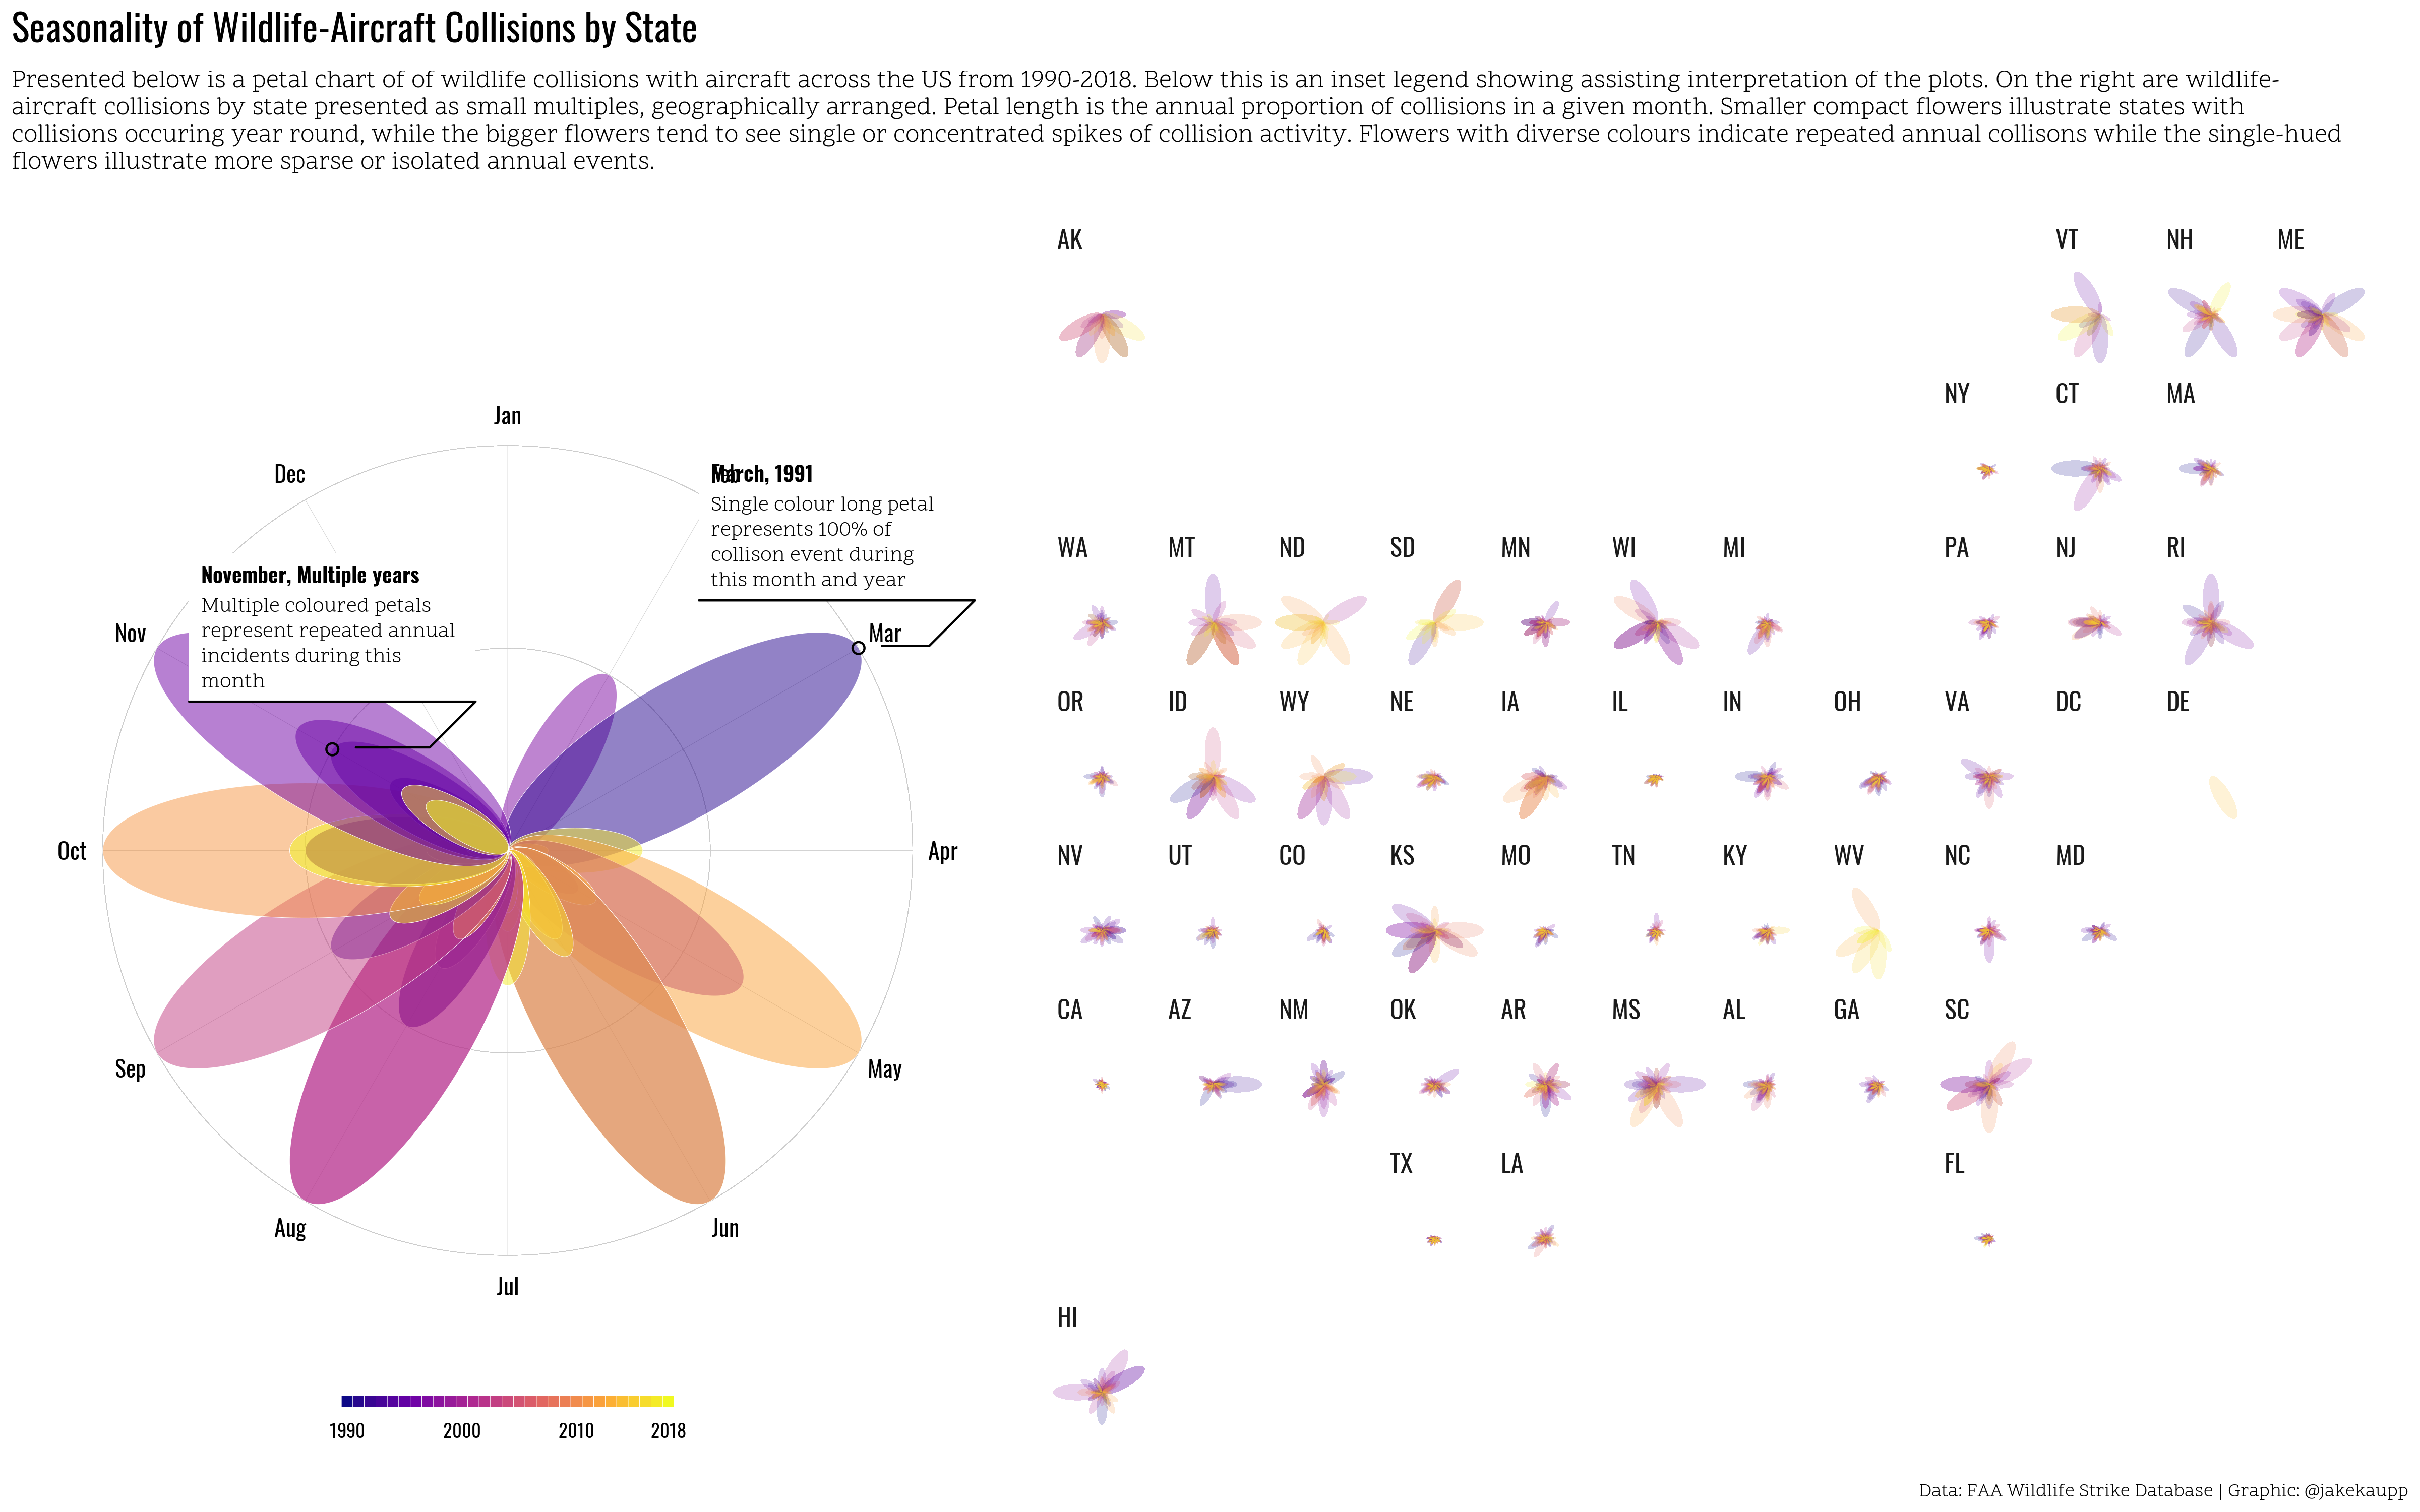 Seasonality of Wildlife-Aircraft Collisions by State
Presented below is a petal chart of of wildlife collisions with aircraft across the US from 1990-2018. Below this is an inset legend showing assisting interpretation of the plots. On the right are wildlife-
aircraft collisions by state presented as small multiples, geographically arranged. Petal length is the annual proportion of collisions in a given month. Smaller compact flowers illustrate states with
collisions occuring year round, while the bigger flowers tend to see single or concentrated spikes of collision activity. Flowers with diverse colours indicate repeated annual collisons while the single-hued
flowers illustrate more sparse or isolated annual events.
Jan
Feb
Mar
Apr
May
Jun
Jul
Aug
Sep
Oct
Nov
Dec
March, 1991
Single colour long petal
represents 100% of
collison event during
this month and year
November, Multiple years
Multiple coloured petals
represent repeated annual
incidents during this
month
1990 2000 2010 2018
AK VT NH ME
NY CT MA
WA MT ND SD MN WI MI PA NJ RI
OR ID WY NE IA IL IN OH VA DC DE
NV UT CO KS MO TN KY WV NC MD
CA AZ NM OK AR MS AL GA SC
TX LA FL
HI
Data: FAA Wildlife Strike Database | Graphic: @jakekaupp